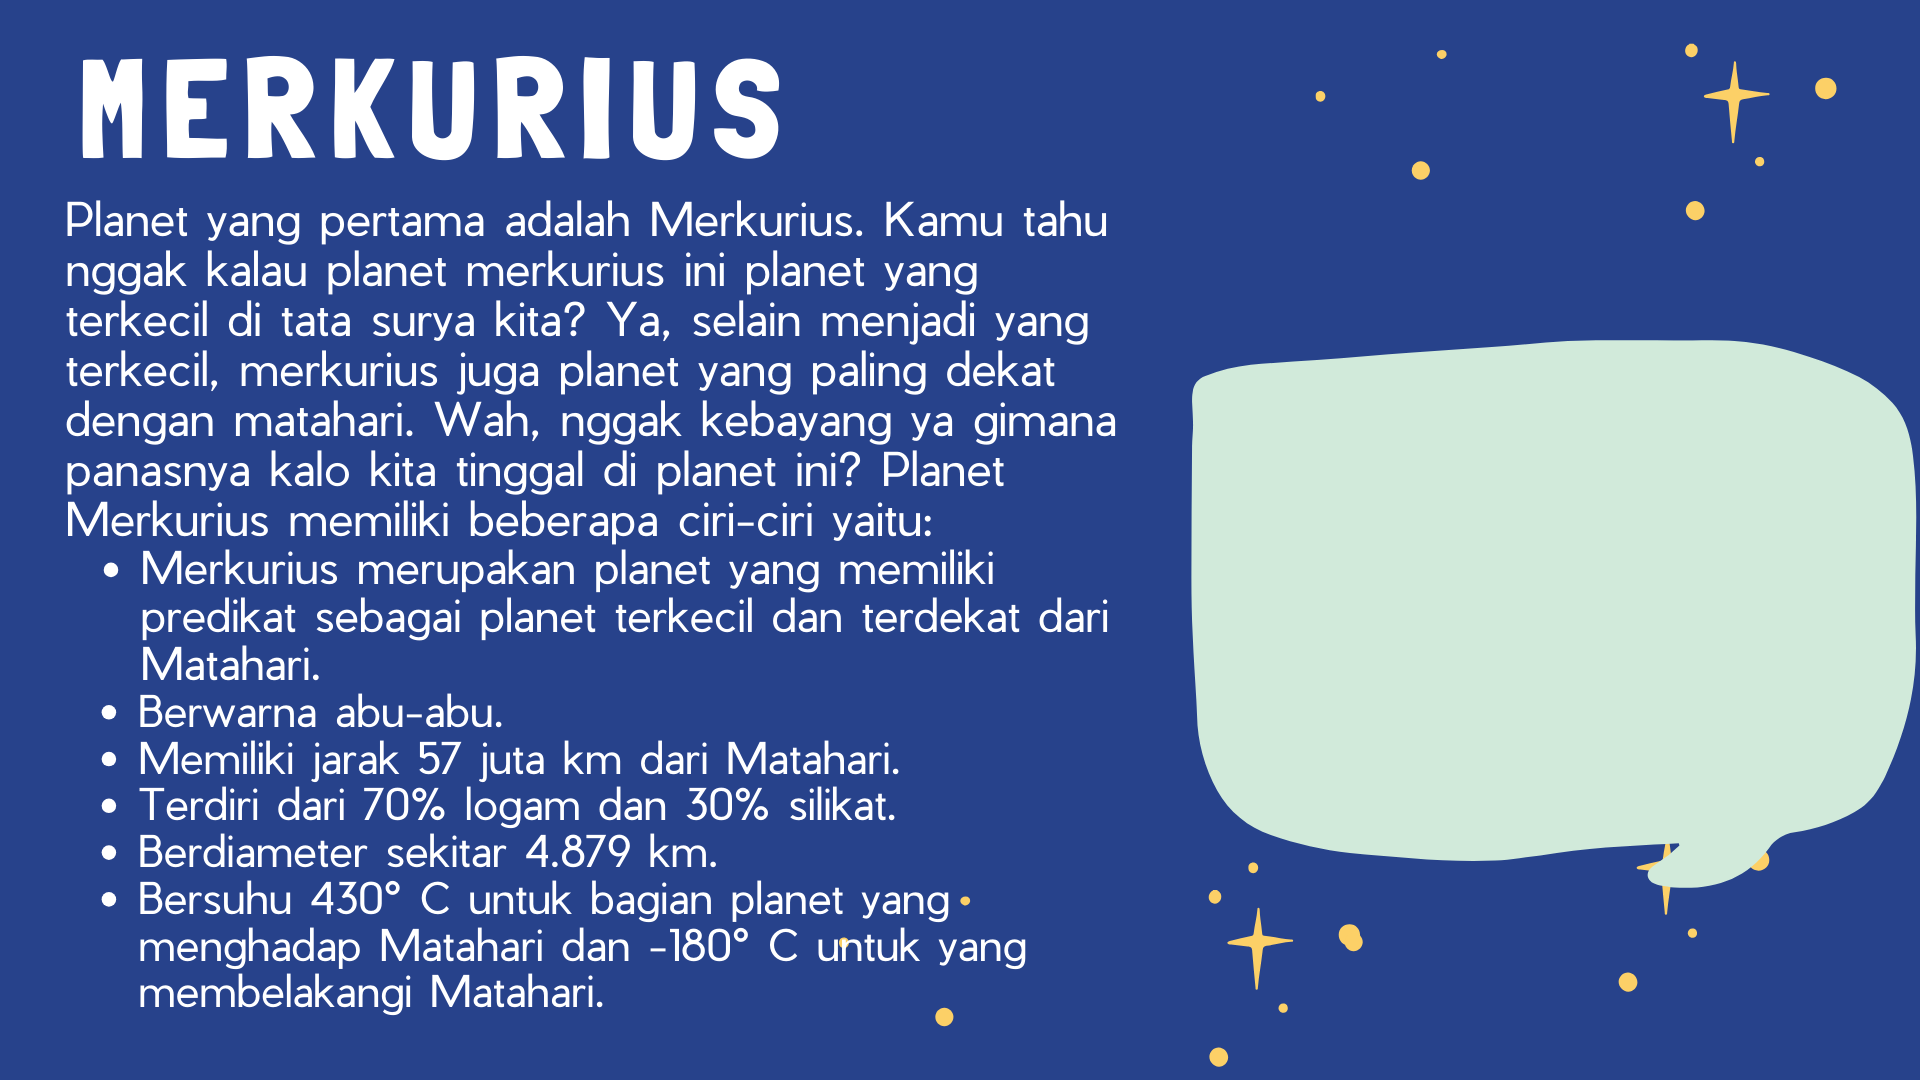 MERKURIUS
Planet yang pertama adalah Merkurius. Kamu tahu
nggak kalau planet merkurius ini planet yang
terkecil di tata surya kita? Ya, selain menjadi yang
terkecil, merkurius juga planet yang paling dekat
dengan matahari. Wah, nggak kebayang ya gimana
panasnya kalo kita tinggal di planet ini? Planet
Merkurius memiliki beberapa ciri-ciri yaitu:
• Merkurius merupakan planet yang memiliki
predikat sebagai planet terkecil dan terdekat dari
Matahari.
• Berwarna abu-abu.
• Memiliki jarak 57 juta km dari Matahari.
• Terdiri dari 70% logam dan 30% silikat.
• Berdiameter sekitar 4.879 km.
• Bersuhu 430° C untuk bagian planet yang
menghadap Matahari dan -180° C untuk yang
membelakangi Matahari.